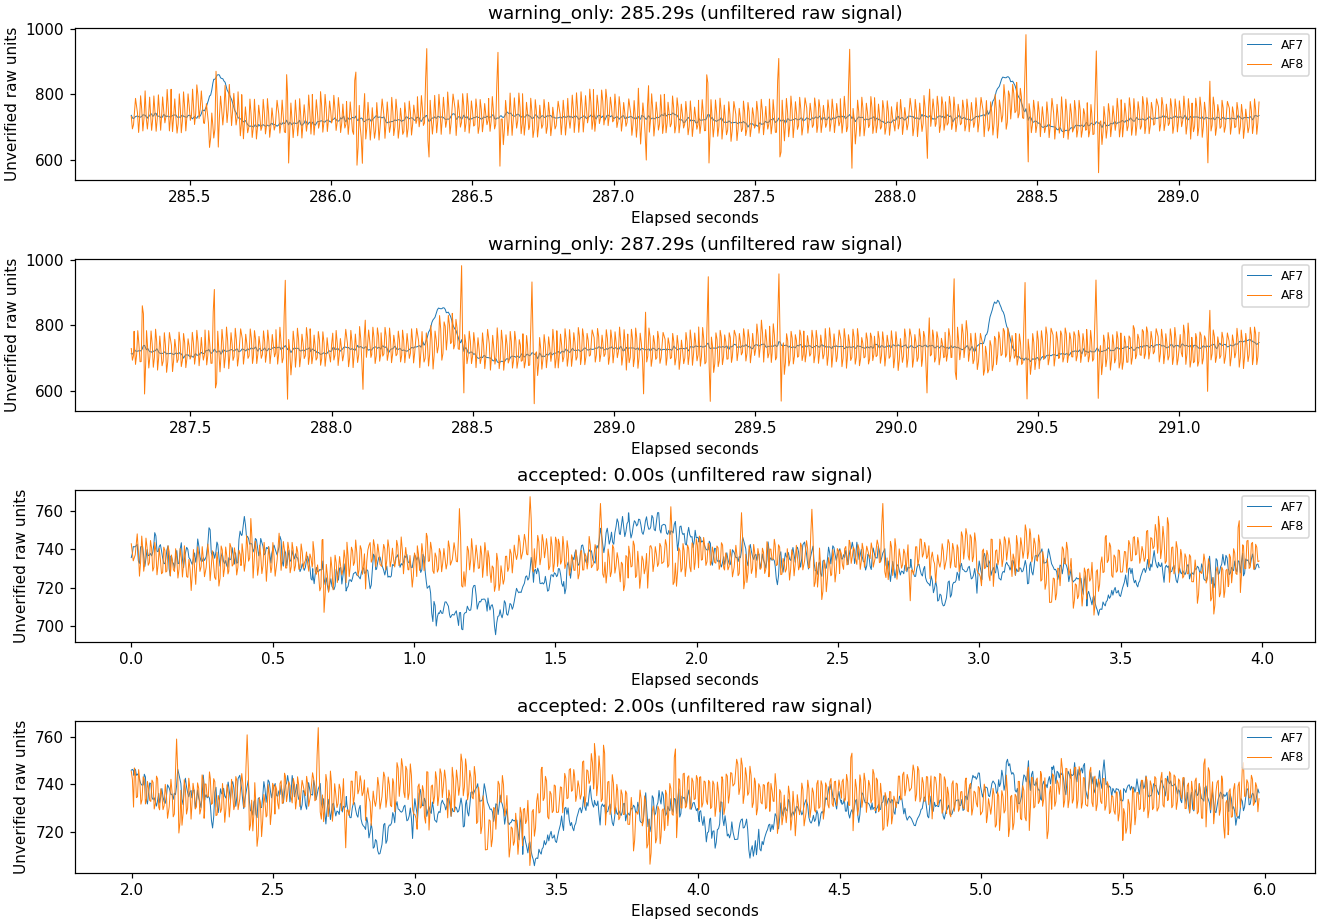 warning_only: 285.29s (unfiltered raw signal)
Unverified raw units
1000
800
600
AF7
AF8
285.5 286.0 286.5 287.0 287.5 288.0 288.5 289.0
Elapsed seconds
warning_only: 287.29s (unfiltered raw signal)
Unverified raw units
1000
800
600
AF7
AF8
287.5 288.0 288.5 289.0 289.5 290.0 290.5 291.0
Elapsed seconds
accepted: 0.00s (unfiltered raw signal)
Unverified raw units
760
740
720
700
AF7
AF8
0.0 0.5 1.0 1.5 2.0 2.5 3.0 3.5 4.0
Elapsed seconds
accepted: 2.00s (unfiltered raw signal)
Unverified raw units
760
740
720
AF7
AF8
2.0 2.5 3.0 3.5 4.0 4.5 5.0 5.5 6.0
Elapsed seconds